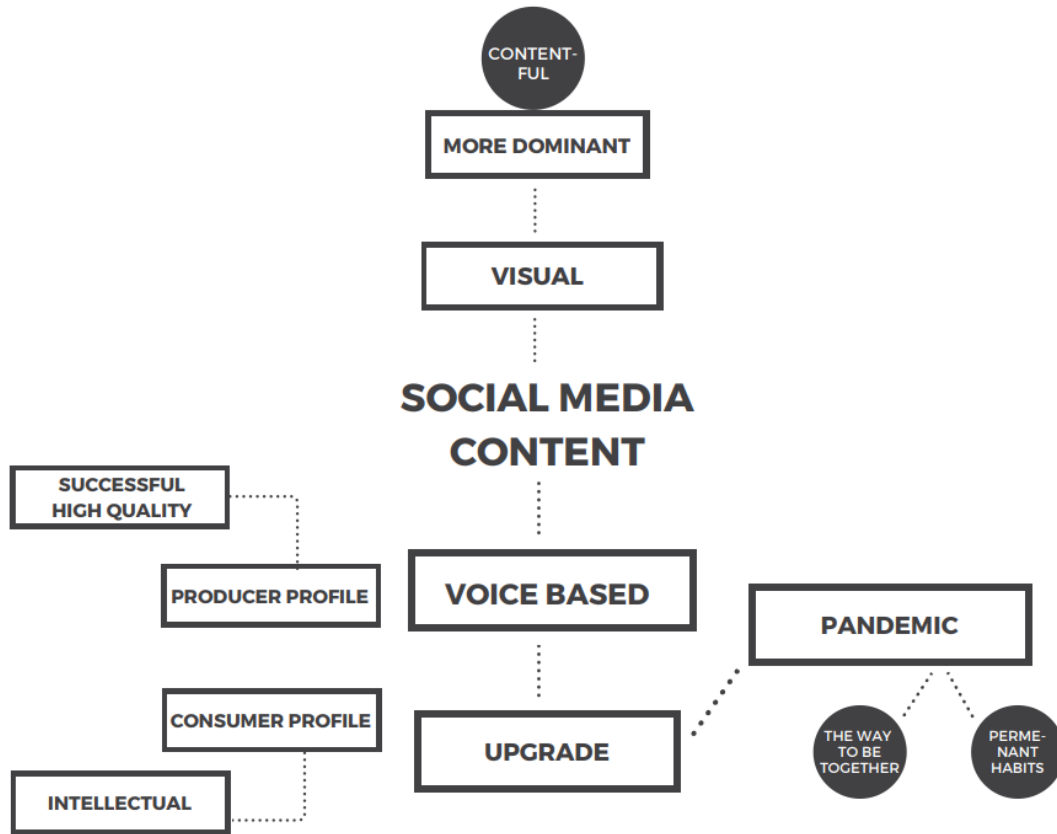 CONTENT-
FUL
MORE DOMINANT
VISUAL
SOCIAL MEDIA
CONTENT
SUCCESSFUL
HIGH QUALITY
PRODUCER PROFILE
VOICE BASED
PANDEMIC
CONSUMER PROFILE
UPGRADE
THE WAY
TO BE
TOGETHER
PERME-
NANT
HABITS
INTELLECTUAL